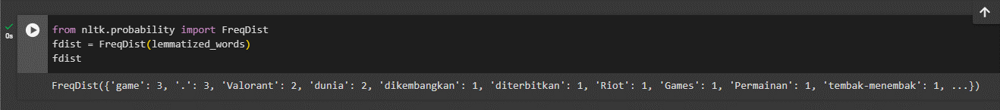 from nltk.probability import FreqDist
0s
fdist = FreqDist(lemmatized_words)
fdist
FreqDist({'game': 3, '.': 3, 'Valorant': 2, 'dunia': 2, 'dikembangkan': 1, 'diterbitkan': 1, 'Riot': 1, 'Games': 1, 'Permainan': 1, 'tembak-menembak': 1, ...})